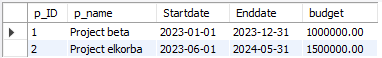 p_ID p_name Startdate Enddate budget
1 Project beta 2023-01-01 2023-12-31 1000000.00
2 Project elkorba 2023-06-01 2024-05-31 1500000.00